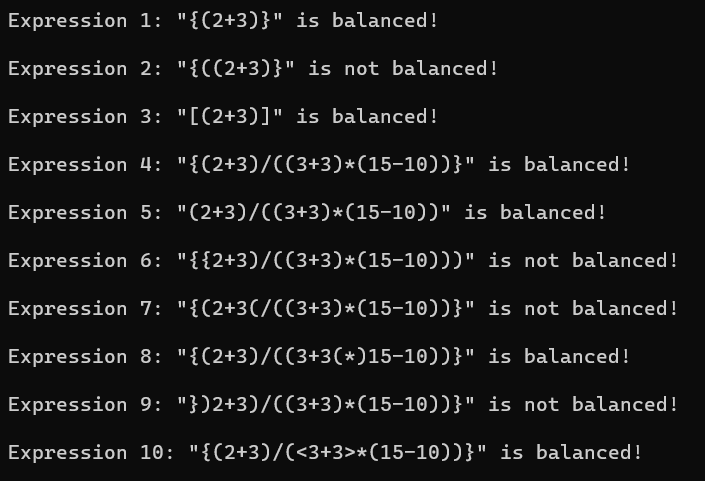 Expression 1: "{(2+3)}" is balanced!
Expression 2: "{((2+3)}" is not balanced!
Expression 3: "[(2+3)]" is balanced!
Expression 4: "{(2+3)/((3+3)*(15-10))}" is balanced!
Expression 5: "(2+3)/((3+3)*(15-10))" is balanced!
Expression 6: "{{2+3)/((3+3)*(15-10)))" is not balanced!
Expression 7: "{(2+3(/((3+3)*(15-10))}" is not balanced!
Expression 8: "{(2+3)/((3+3(*)15-10))}" is balanced!
Expression 9: "})2+3)/((3+3)*(15-10))}" is not balanced!
Expression 10: "{(2+3)/(<3+3>*(15-10))}" is balanced!